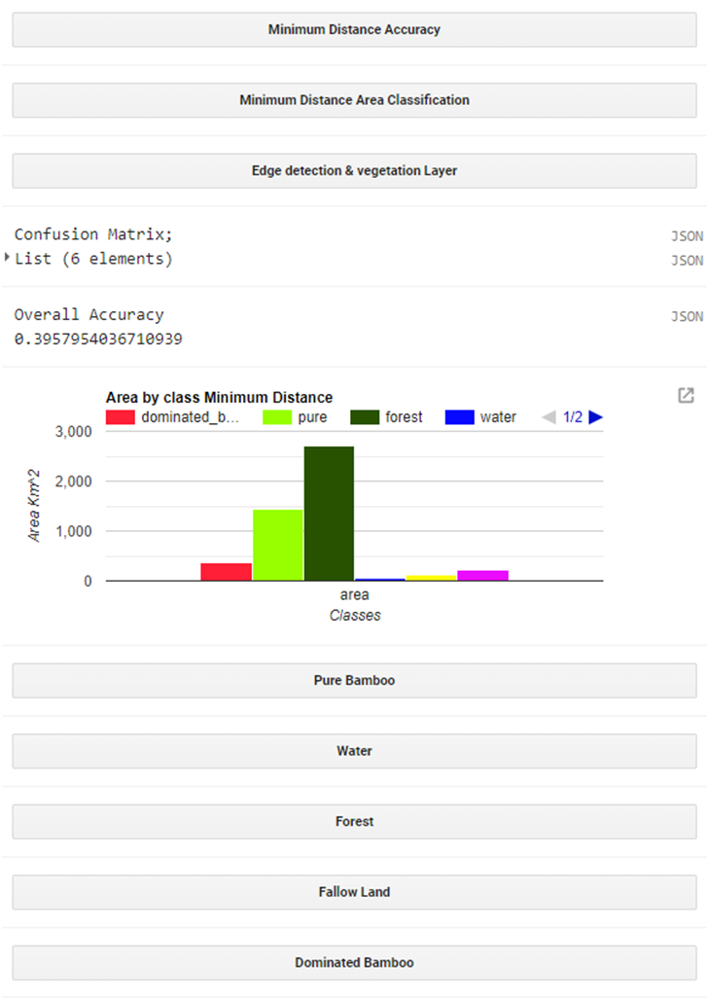 Minimum Distance Accuracy
Minimum Distance Area Classification
Edge detection & vegetation Layer
Confusion Matrix; JSON
List (6 elements) JSON
Overall Accuracy JSON
0.3957954036710939
Area by class Minimum Distance
dominated_b... pure forest water 1/2
3,000
2,000
1,000
0
Area Km^2
area
Classes
Pure Bamboo
Water
Forest
Fallow Land
Dominated Bamboo